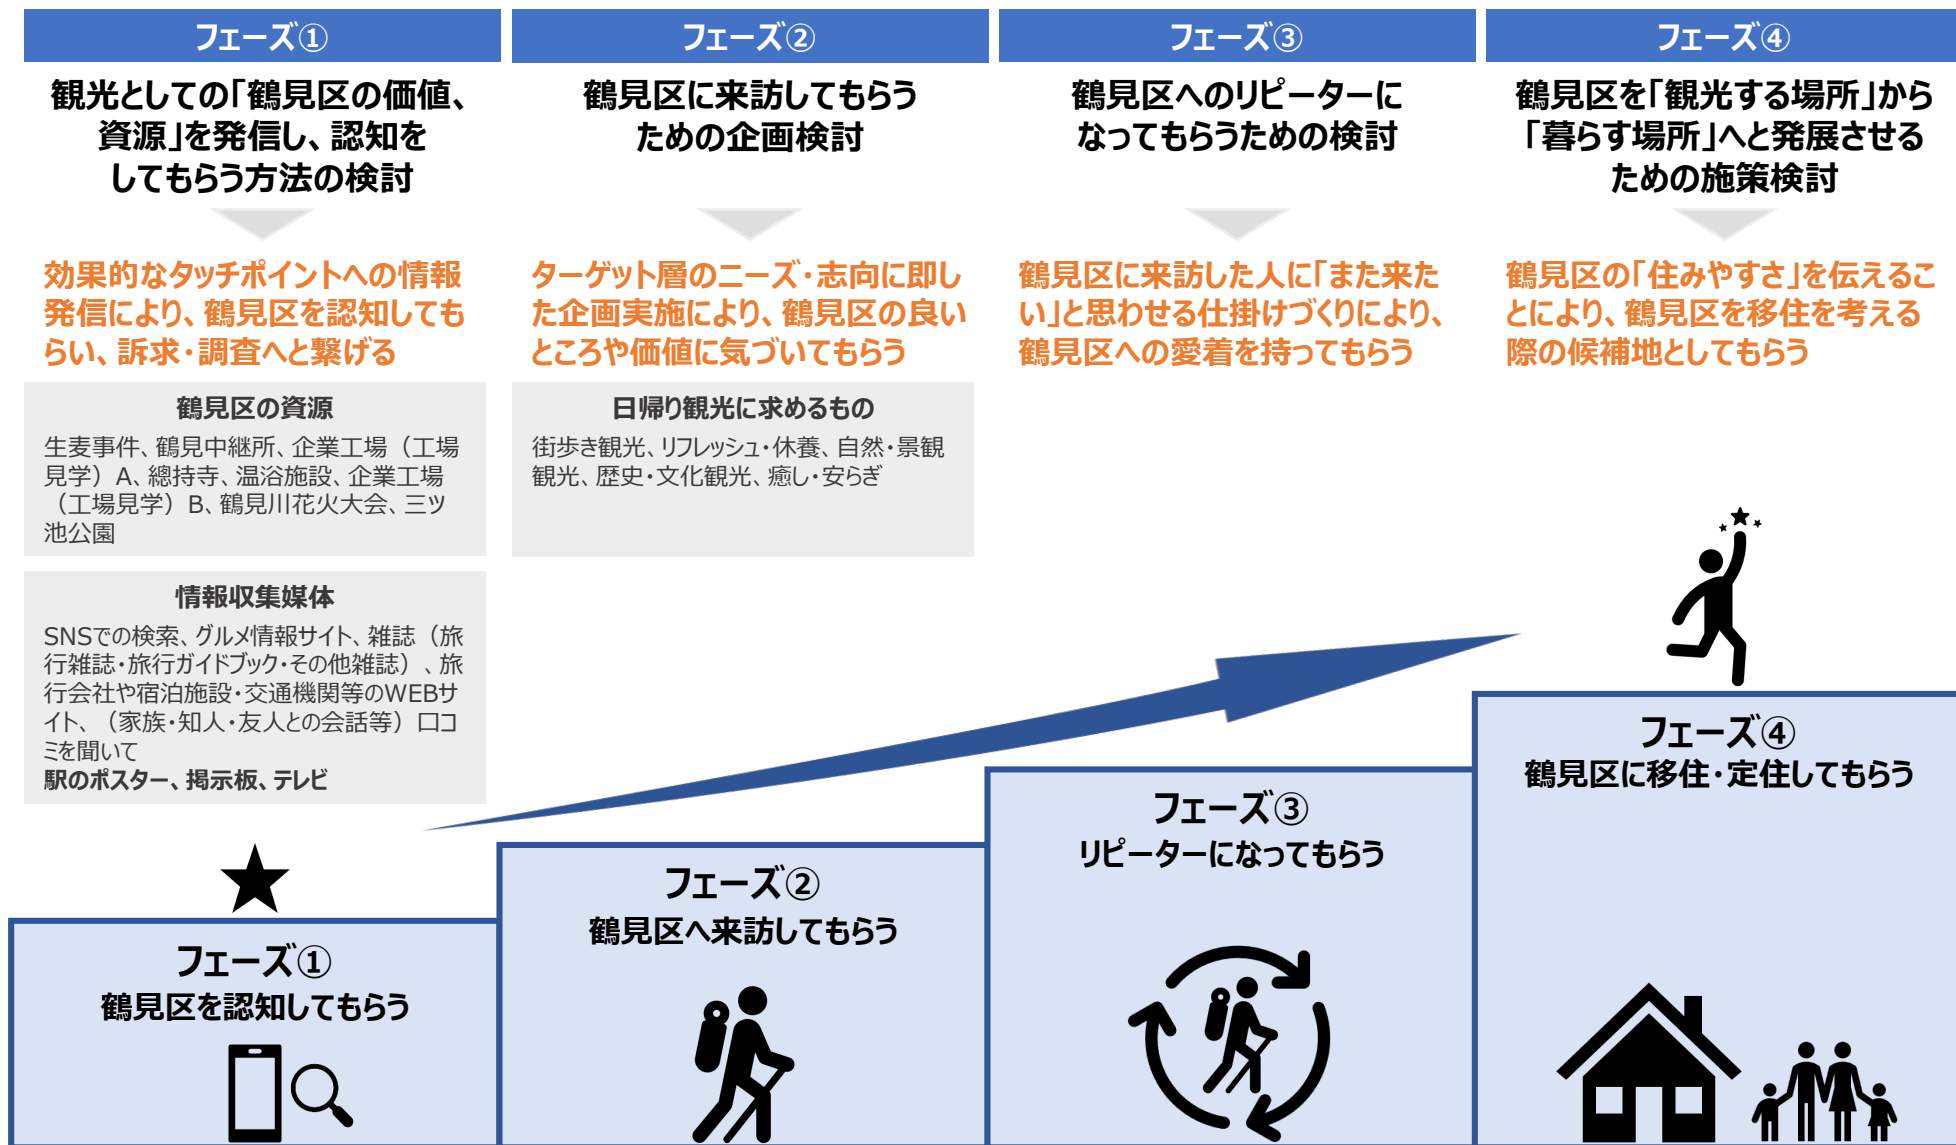 フェーズ①
観光としての「鶴見区の価値、
資源」を発信し、認知を
してもらう方法の検討
効果的なタッチポイントへの情報
発信により、鶴見区を認知しても
らい、訴求・調査へと繋げる
鶴見区の資源
生麦事件、鶴見中継所、企業工場（工場
見学）A、總持寺、温浴施設、企業工場
（工場見学）B、鶴見川花火大会、三ツ
池公園
情報収集媒体
SNSでの検索、グルメ情報サイト、雑誌（旅
行雑誌・旅行ガイドブック・その他雑誌）、旅
行会社や宿泊施設・交通機関等のWEBサ
イト、（家族・知人・友人との会話等）口コ
ミを聞いて
駅のポスター、掲示板、テレビ
フェーズ②
鶴見区に来訪してもらう
ための企画検討
ターゲット層のニーズ・志向に即し
た企画実施により、鶴見区の良い
ところや価値に気づいてもらう
日帰り観光に求めるもの
街歩き観光、リフレッシュ・休養、自然・景観
観光、歴史・文化観光、癒し・安らぎ
フェーズ③
鶴見区へのリピーターに
なってもらうための検討
鶴見区に来訪した人に「また来た
い」と思わせる仕掛けづくりにより、
鶴見区への愛着を持ってもらう
フェーズ④
鶴見区を「観光する場所」から
「暮らす場所」へと発展させる
ための施策検討
鶴見区の「住みやすさ」を伝えるこ
とにより、鶴見区を移住を考える
際の候補地としてもらう
フェーズ①
鶴見区を認知してもらう
フェーズ②
鶴見区へ来訪してもらう
フェーズ③
リピーターになってもらう
フェーズ④
鶴見区に移住・定住してもらう